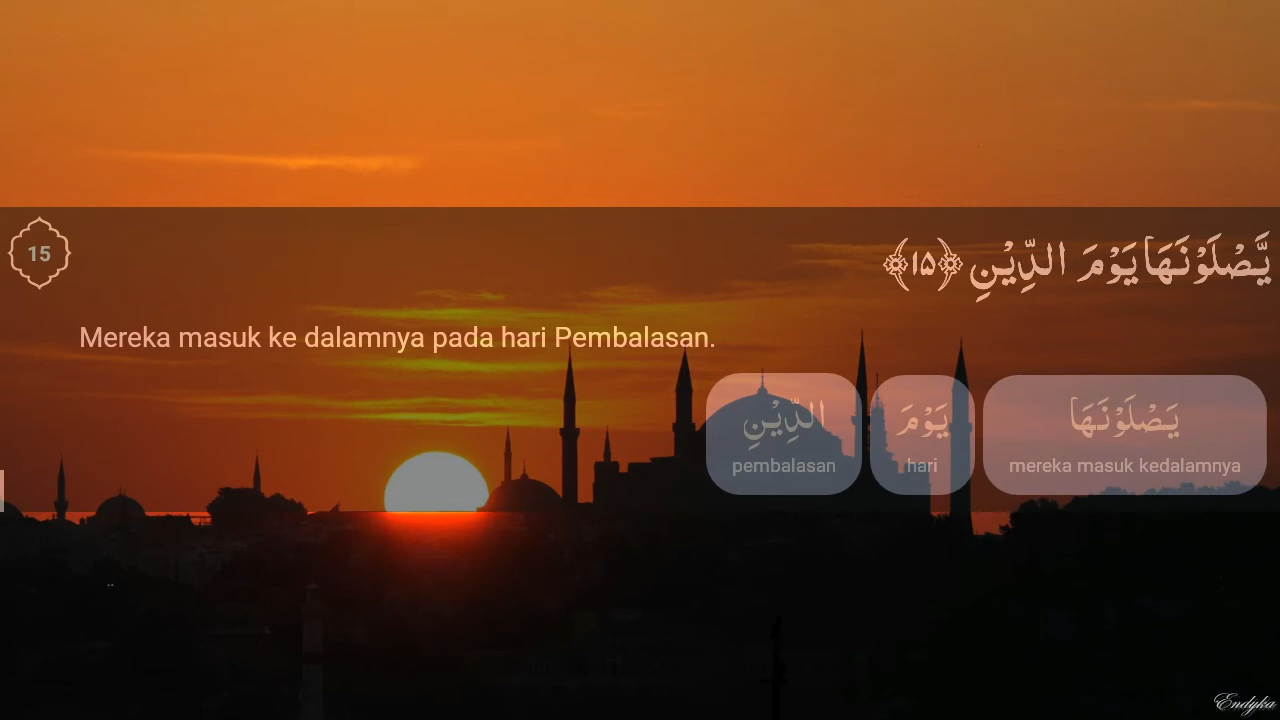 15
يَّصْلَوْنَهَا يَوْمَ الدِّيْنِ ﴿١٥﴾
Mereka masuk ke dalamnya pada hari Pembalasan.
يَصْلَوْنَهَا يَوْمَ الدِّيْنِ
mereka masuk kedalamnya hari pembalasan
Endyka